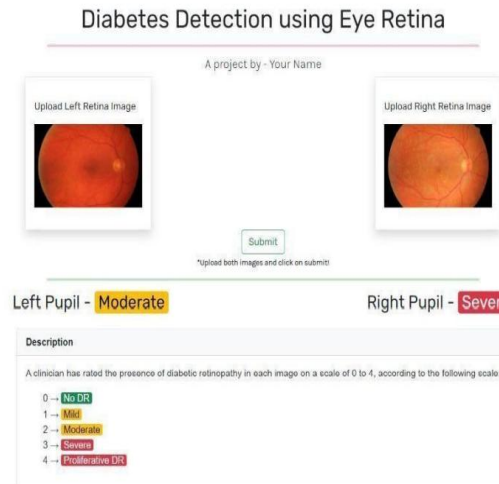 Diabetes Detection using Eye Retina
A project by - Your Name
Upload Left Retina Image
Upload Right Retina Image
Submit
*Upload both images and click on submit!
Left Pupil - Moderate
Right Pupil - Sever
Description
A clinician has rated the presence of diabetic retinopathy in each image on a scale of 0 to 4, according to the following scale
0 → No DR
1 → Mild
2 → Moderate
3 → Severe
4 → Proliferative DR